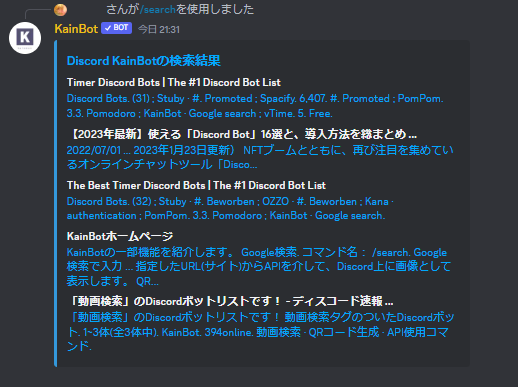 さんが/searchを使用しました
K
KainBot ✓ BOT 今日 21:31
Discord KainBotの検索結果
Timer Discord Bots | The #1 Discord Bot List
Discord Bots. (31) ; Stuby · #. Promoted ; Spacify. 6,407. #. Promoted ; PomPom.
3.3. Pomodoro ; KainBot · Google search ; vTime. 5. Free.
【2023年最新】使える「Discord Bot」16選と、導入方法を総まとめ ...
2022/07/01 ... 2023年1月23日更新） NFTブームとともに、再び注目を集めて
いるオンラインチャットツール「Disco...
The Best Timer Discord Bots | The #1 Discord Bot List
Discord Bots. (32) ; Stuby · #. Beworben ; OZZO · #. Beworben ; Kana ·
authentication ; PomPom. 3.3. Pomodoro ; KainBot · Google search.
KainBotホームページ
KainBotの一部機能を紹介します。 Google検索. コマンド名： /search. Google
検索で入力 ... 指定したURL(サイト)からAPIを介して、Discord上に画像として
表示します。 QR...
「動画検索」のDiscordボットリストです！ - ディスコード速報 ...
「動画検索」のDiscordボットリストです！ 動画検索タグのついたDiscordボッ
ト. 1~3体(全3体中). KainBot. 394online. 動画検索 · QRコード生成 · API使用コマ
ンド.